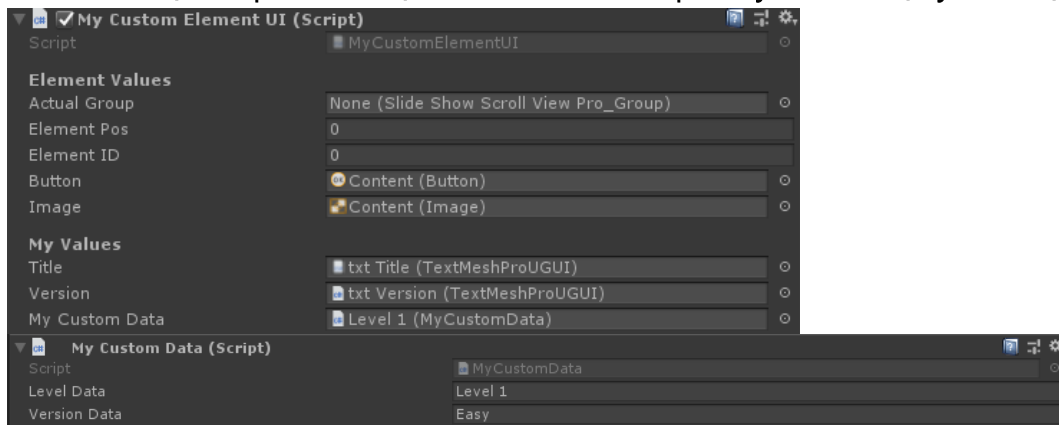 My Custom Element UI (Script)
Script MyCustomElementUI
Element Values
Actual Group None (Slide Show Scroll View Pro_Group)
Element Pos 0
Element ID 0
Button Content (Button)
Image Content (Image)
My Values
Title txt Title (TextMeshProUGUI)
Version txt Version (TextMeshProUGUI)
My Custom Data Level 1 (MyCustomData)
My Custom Data (Script)
Script MyCustomData
Level Data Level 1
Version Data Easy